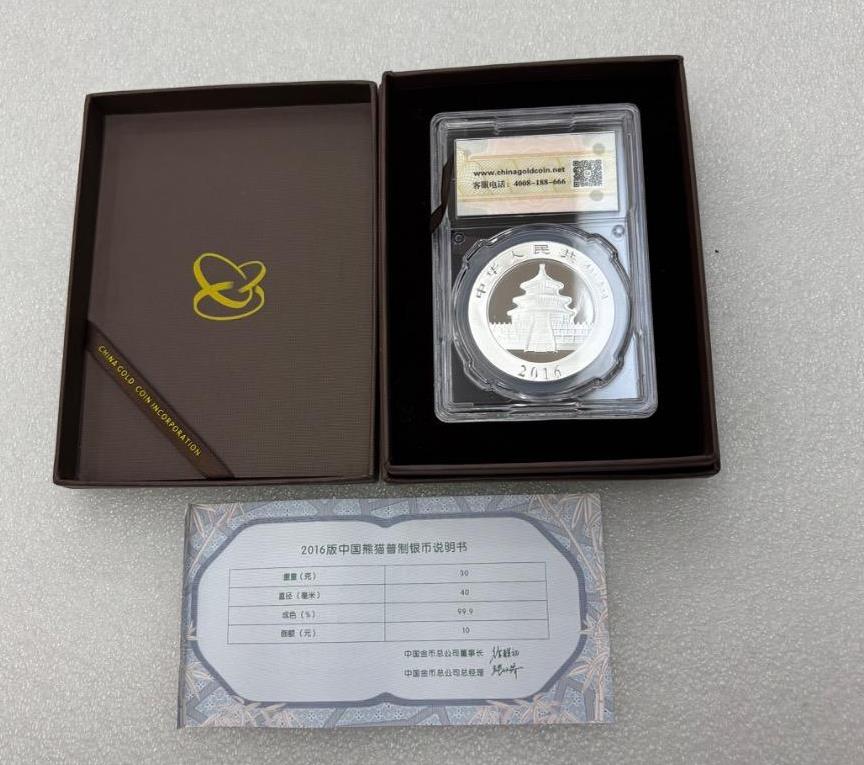 www.chinagoldcoin.net
客服电话：4008-188-666
中华人民共和国
2016
CHINA GOLD COIN INCORPORATION
2016版中国熊猫普制银币说明书
重量（克） 30
直径（毫米） 40
成色（%） 99.9
面额（元） 10
中国金币总公司董事长
中国金币总公司总经理